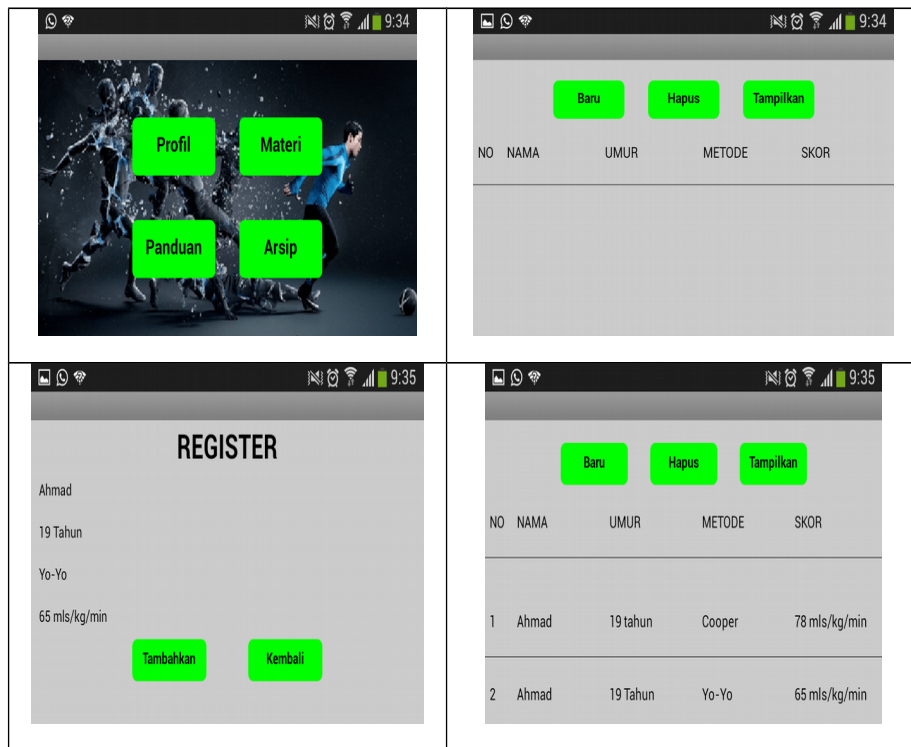 9:34
Profil Materi
Panduan Arsip
9:34
Baru Hapus Tampilkan
NO NAMA UMUR METODE SKOR
9:35
REGISTER
Ahmad
19 Tahun
Yo-Yo
65 mls/kg/min
Tambahkan Kembali
9:35
Baru Hapus Tampilkan
NO NAMA UMUR METODE SKOR
1 Ahmad 19 tahun Cooper 78 mls/kg/min
2 Ahmad 19 Tahun Yo-Yo 65 mls/kg/min